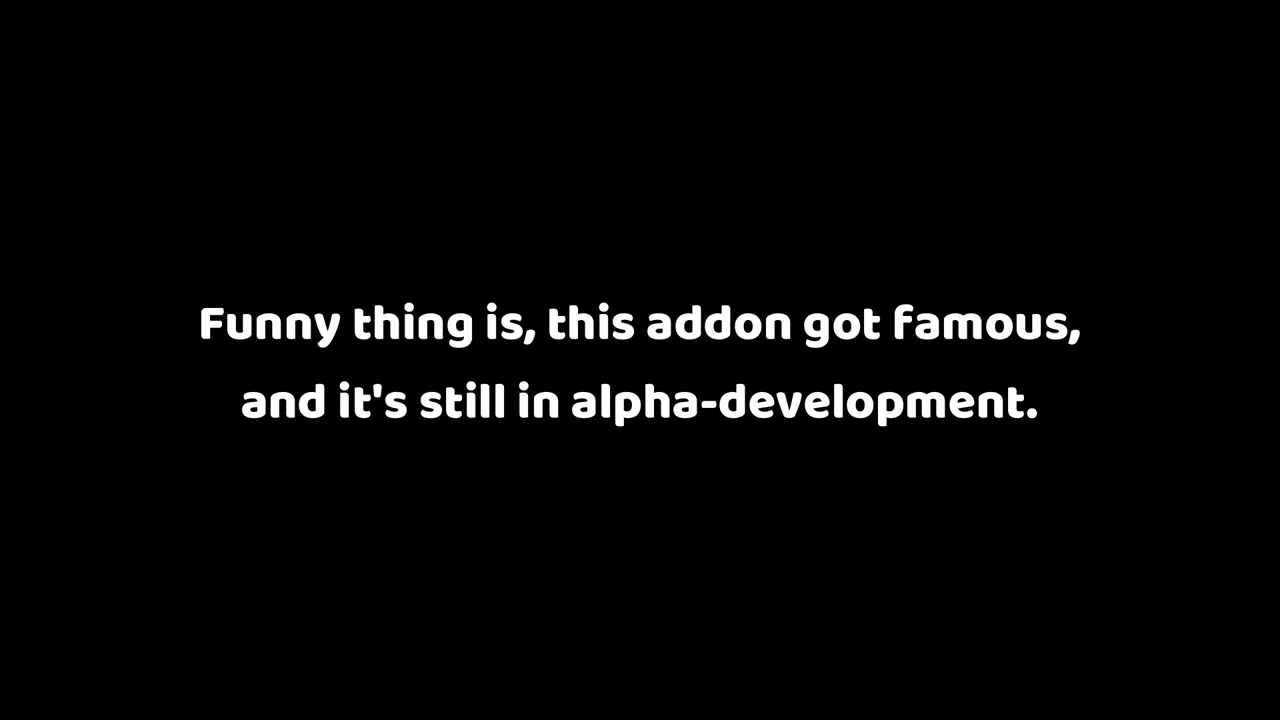 Funny thing is, this addon got famous,
and it's still in alpha-development.